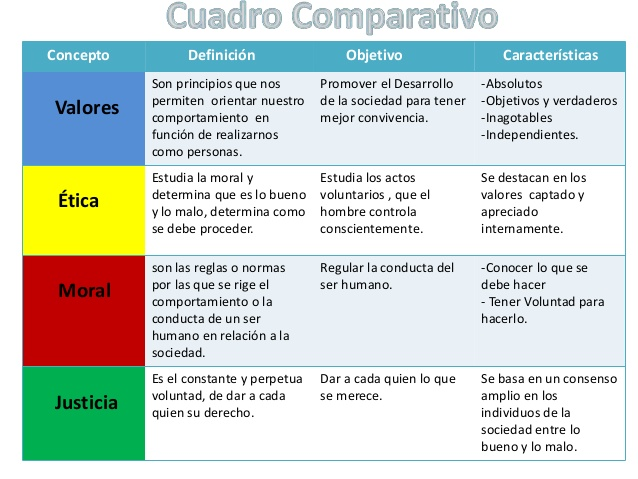 Cuadro Comparativo
Concepto Definición Objetivo Características
Valores
Son principios que nos
permiten orientar nuestro
comportamiento en
función de realizarnos
como personas.
Promover el Desarrollo
de la sociedad para tener
mejor convivencia.
-Absolutos
-Objetivos y verdaderos
-Inagotables
-Independientes.
Ética
Estudia la moral y
determina que es lo bueno
y lo malo, determina como
se debe proceder.
Estudia los actos
voluntarios , que el
hombre controla
conscientemente.
Se destacan en los
valores captado y
apreciado
internamente.
Moral
son las reglas o normas
por las que se rige el
comportamiento o la
conducta de un ser
humano en relación a la
sociedad.
Regular la conducta del
ser humano.
-Conocer lo que se
debe hacer
- Tener Voluntad para
hacerlo.
Justicia
Es el constante y perpetua
voluntad, de dar a cada
quien su derecho.
Dar a cada quien lo que
se merece.
Se basa en un consenso
amplio en los
individuos de la
sociedad entre lo
bueno y lo malo.